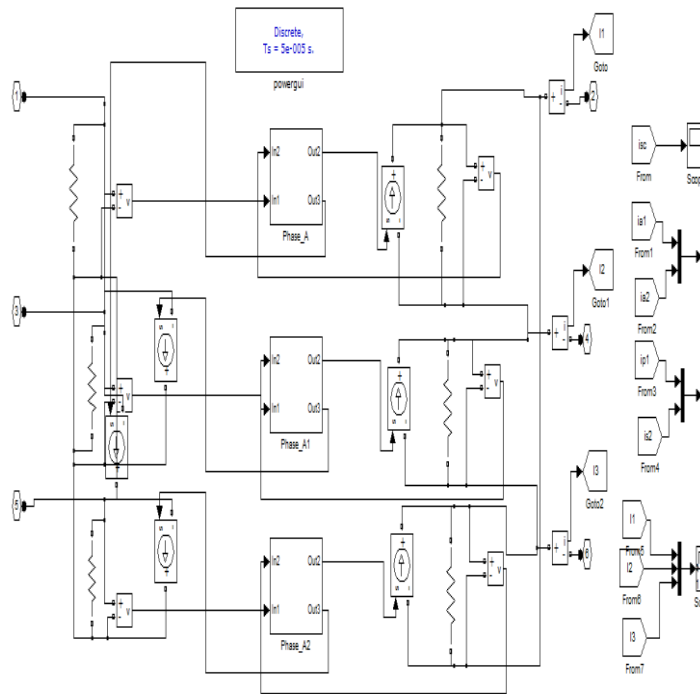 Discrete,
Ts = 5e-005 s.
powergui
1
3
5
+
-
v
s
In2
In1
Out2
Out3
Phase_A
In2
In1
Out2
Out3
Phase_A1
In2
In1
Out2
Out3
Phase_A2
i
I1
Goto
2
I2
Goto1
4
I3
Goto2
6
isc
From
Scop
ia1
From1
ia2
From2
ip1
From3
is2
From4
I1
From5
I2
From6
I3
From7